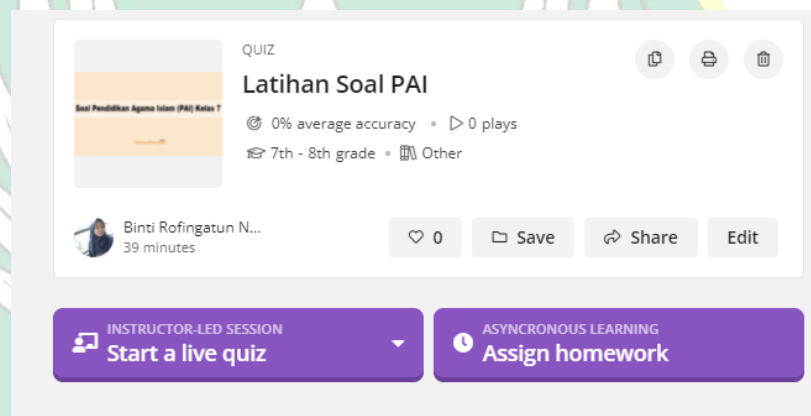 QUIZ
Latihan Soal PAI
Soal Pendidikan Agama Islam (PAI) Kelas 7
0% average accuracy • 0 plays
7th - 8th grade • Other
Binti Rofingatun N...
39 minutes
0
Save
Share
Edit
INSTRUCTOR-LED SESSION
Start a live quiz
ASYNCRONOUS LEARNING
Assign homework